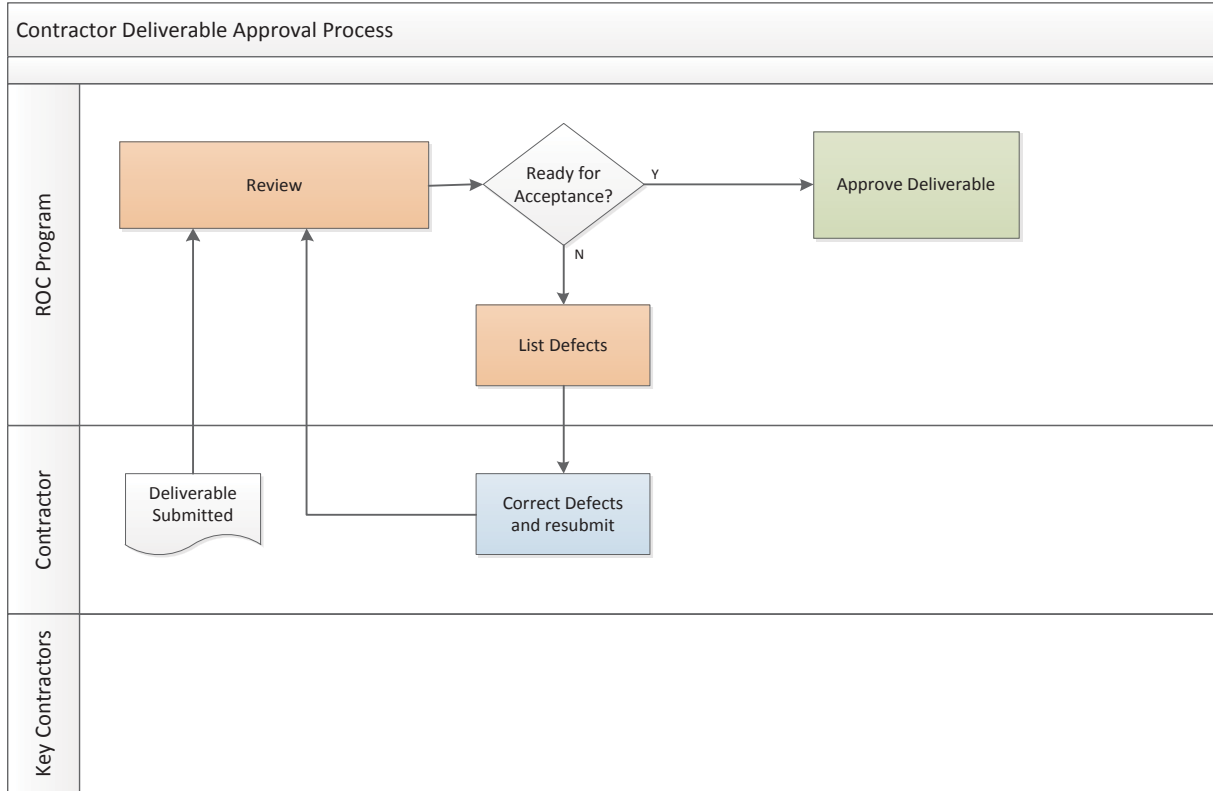 Contractor Deliverable Approval Process
ROC Program
Review
Ready for
Acceptance?
Y
Approve Deliverable
N
List Defects
Contractor
Deliverable
Submitted
Correct Defects
and resubmit
Key Contractors